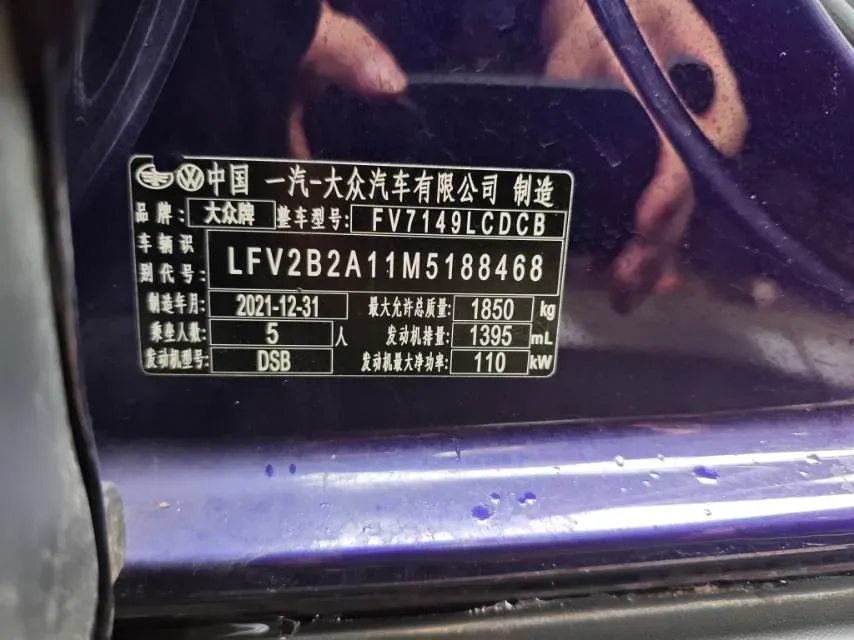 中国 一汽-大众汽车有限公司 制造
品牌: 大众牌 整车型号: FV7149LCDCB
车辆识别代号: LFV2B2A11M5188468
制造年月: 2021-12-31 最大允许总质量: 1850 kg
乘坐人数: 5 人 发动机排量: 1395 mL
发动机型号: DSB 发动机最大净功率: 110 kW